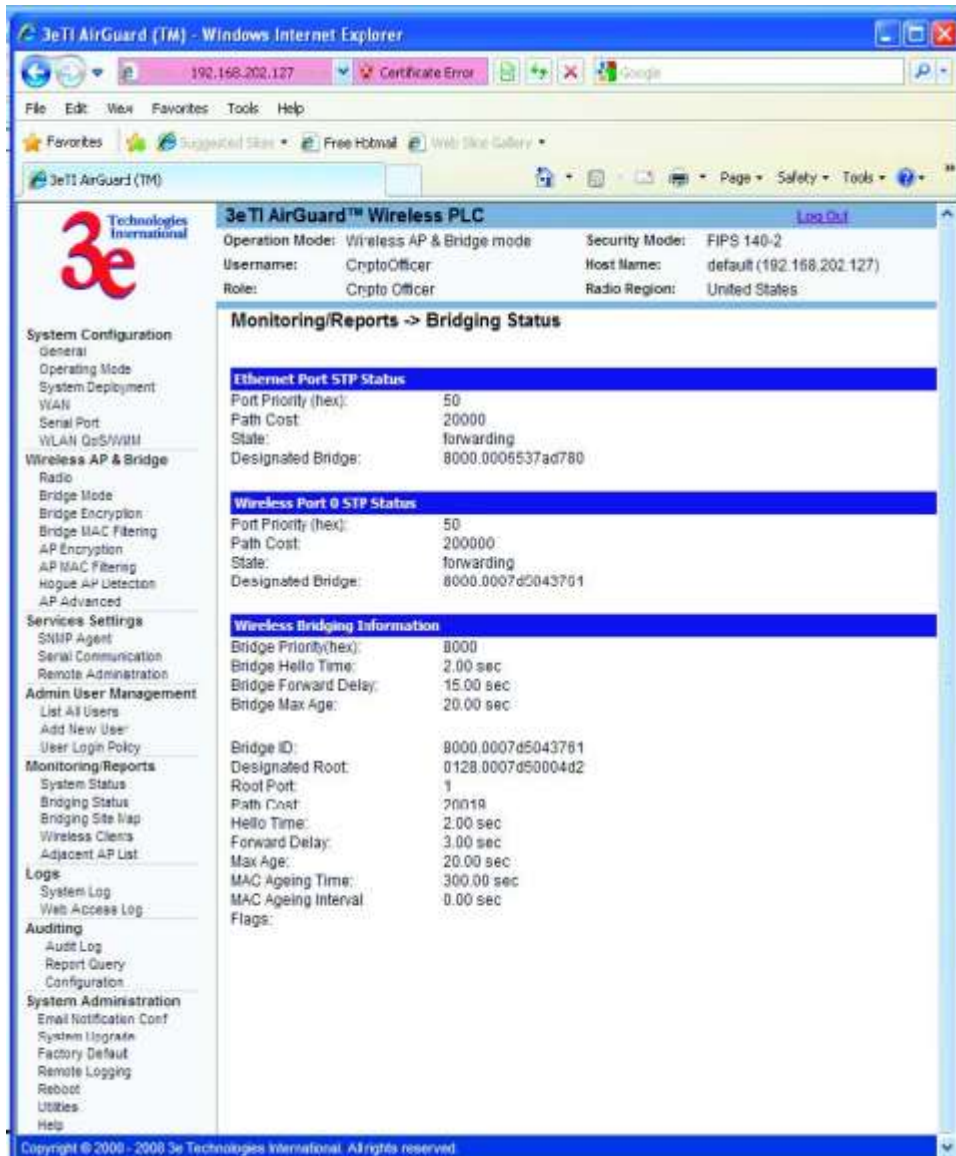 3eTI AirGuard (TM) - Windows Internet Explorer
192.168.202.127
Certificate Error
Google
File Edit View Favorites Tools Help
Favorites
Suggested Sites
Free Hotmail
Web Slice Gallery
3eTI AirGuard (TM)
Page Safety Tools
3e Technologies International
3eTI AirGuard™ Wireless PLC
Log Out
Operation Mode: Wireless AP & Bridge mode
Security Mode: FIPS 140-2
Username: CryptoOfficer
Host Name: default (192.168.202.127)
Role: Crypto Officer
Radio Region: United States
System Configuration
General
Operating Mode
System Deployment
WAN
Serial Port
WLAN QoS/WMM
Wireless AP & Bridge
Radio
Bridge Mode
Bridge Encryption
Bridge MAC Filtering
AP Encryption
AP MAC Filtering
Rogue AP Detection
AP Advanced
Services Settings
SNMP Agent
Serial Communication
Remote Administration
Admin User Management
List All Users
Add New User
User Login Policy
Monitoring/Reports
System Status
Bridging Status
Bridging Site Map
Wireless Clients
Adjacent AP List
Logs
System Log
Web Access Log
Auditing
Audit Log
Report Query
Configuration
System Administration
Email Notification Conf
System Upgrade
Factory Default
Remote Logging
Reboot
Utilities
Help
Monitoring/Reports -> Bridging Status
Ethernet Port STP Status
Port Priority (hex): 50
Path Cost: 20000
State: forwarding
Designated Bridge: 8000.0006537ad780
Wireless Port 0 STP Status
Port Priority (hex): 50
Path Cost: 200000
State: forwarding
Designated Bridge: 8000.0007d5043761
Wireless Bridging Information
Bridge Priority(hex): 8000
Bridge Hello Time: 2.00 sec
Bridge Forward Delay: 15.00 sec
Bridge Max Age: 20.00 sec
Bridge ID: 8000.0007d5043761
Designated Root: 0128.0007d50004d2
Root Port: 1
Path Cost: 20019
Hello Time: 2.00 sec
Forward Delay: 3.00 sec
Max Age: 20.00 sec
MAC Ageing Time: 300.00 sec
MAC Ageing Interval 0.00 sec
Flags:
Copyright © 2000 - 2008 3e Technologies International. All rights reserved.